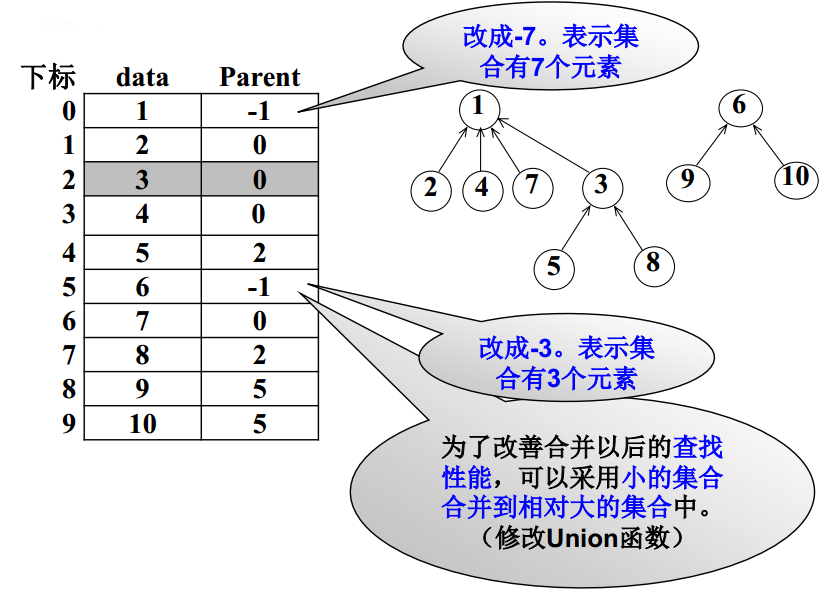 改成-7。表示集
合有7个元素
下标 data Parent
0 1 -1
1 2 0
2 3 0
3 4 0
4 5 2
5 6 -1
6 7 0
7 8 2
8 9 5
9 10 5
1
6
2 4 7 3
9 10
5 8
改成-3。表示集
合有3个元素
为了改善合并以后的查找
性能，可以采用小的集合
合并到相对大的集合中。
（修改Union函数）